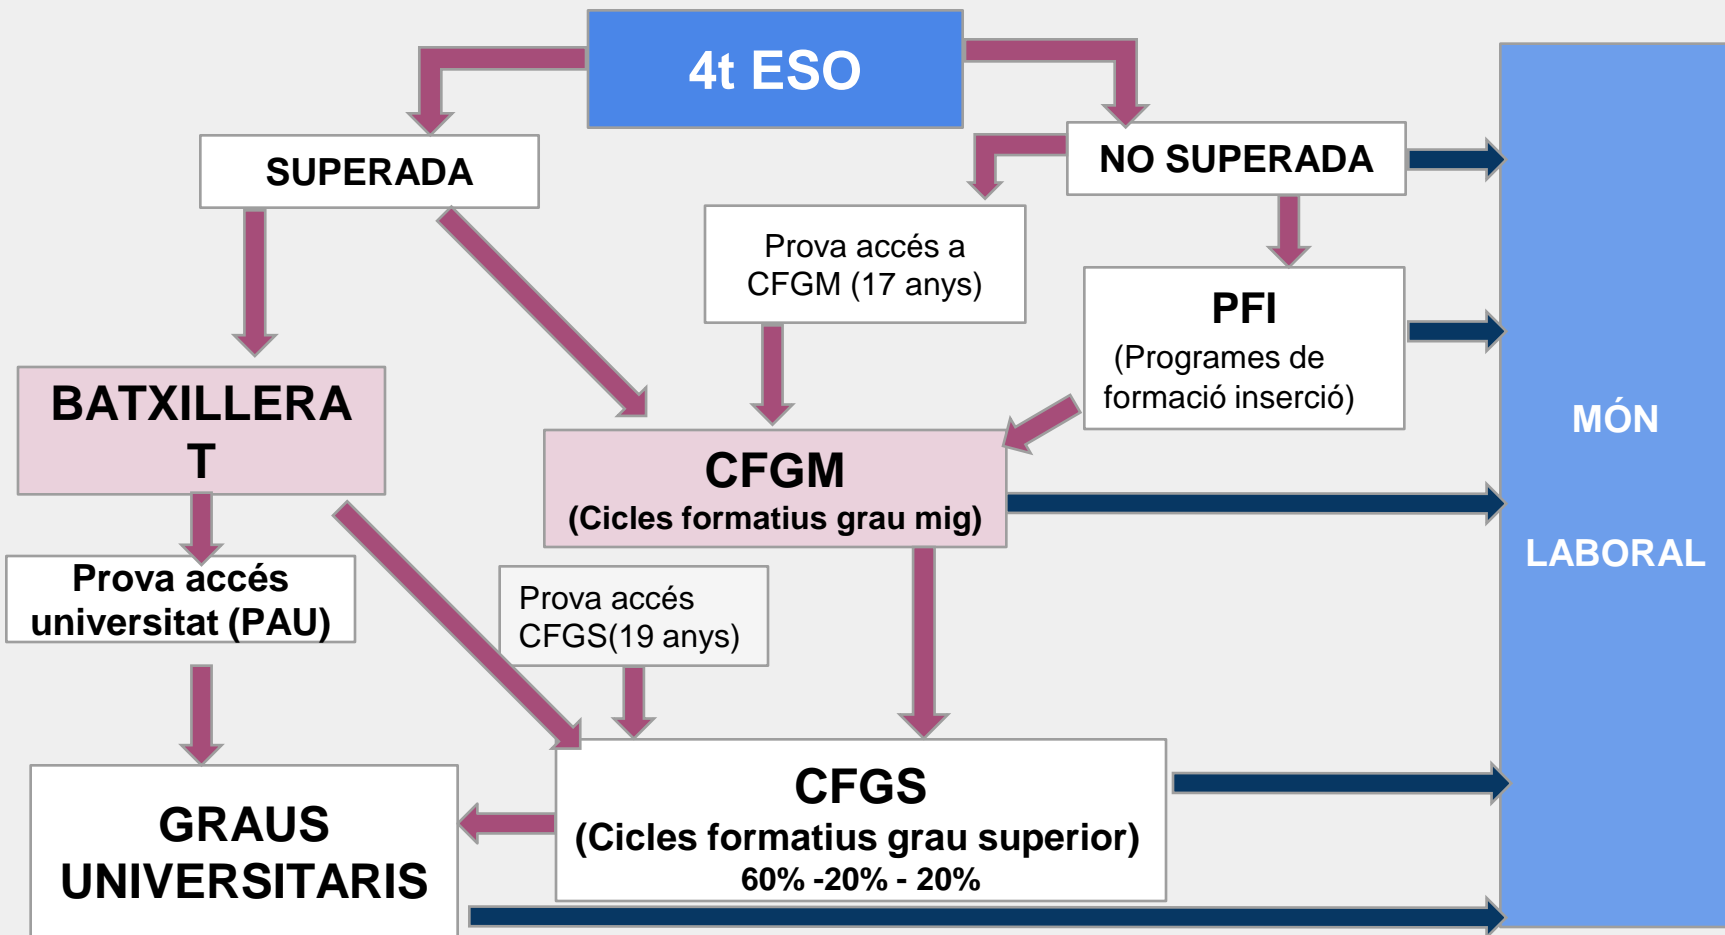 4t ESO
SUPERADA
NO SUPERADA
Prova accés a
CFGM (17 anys)
PFI
(Programes de
formació inserció)
BATXILLERA
T
CFGM
(Cicles formatius grau mig)
MÓN
LABORAL
Prova accés
universitat (PAU)
Prova accés
CFGS(19 anys)
CFGS
(Cicles formatius grau superior)
60% -20% - 20%
GRAUS
UNIVERSITARIS